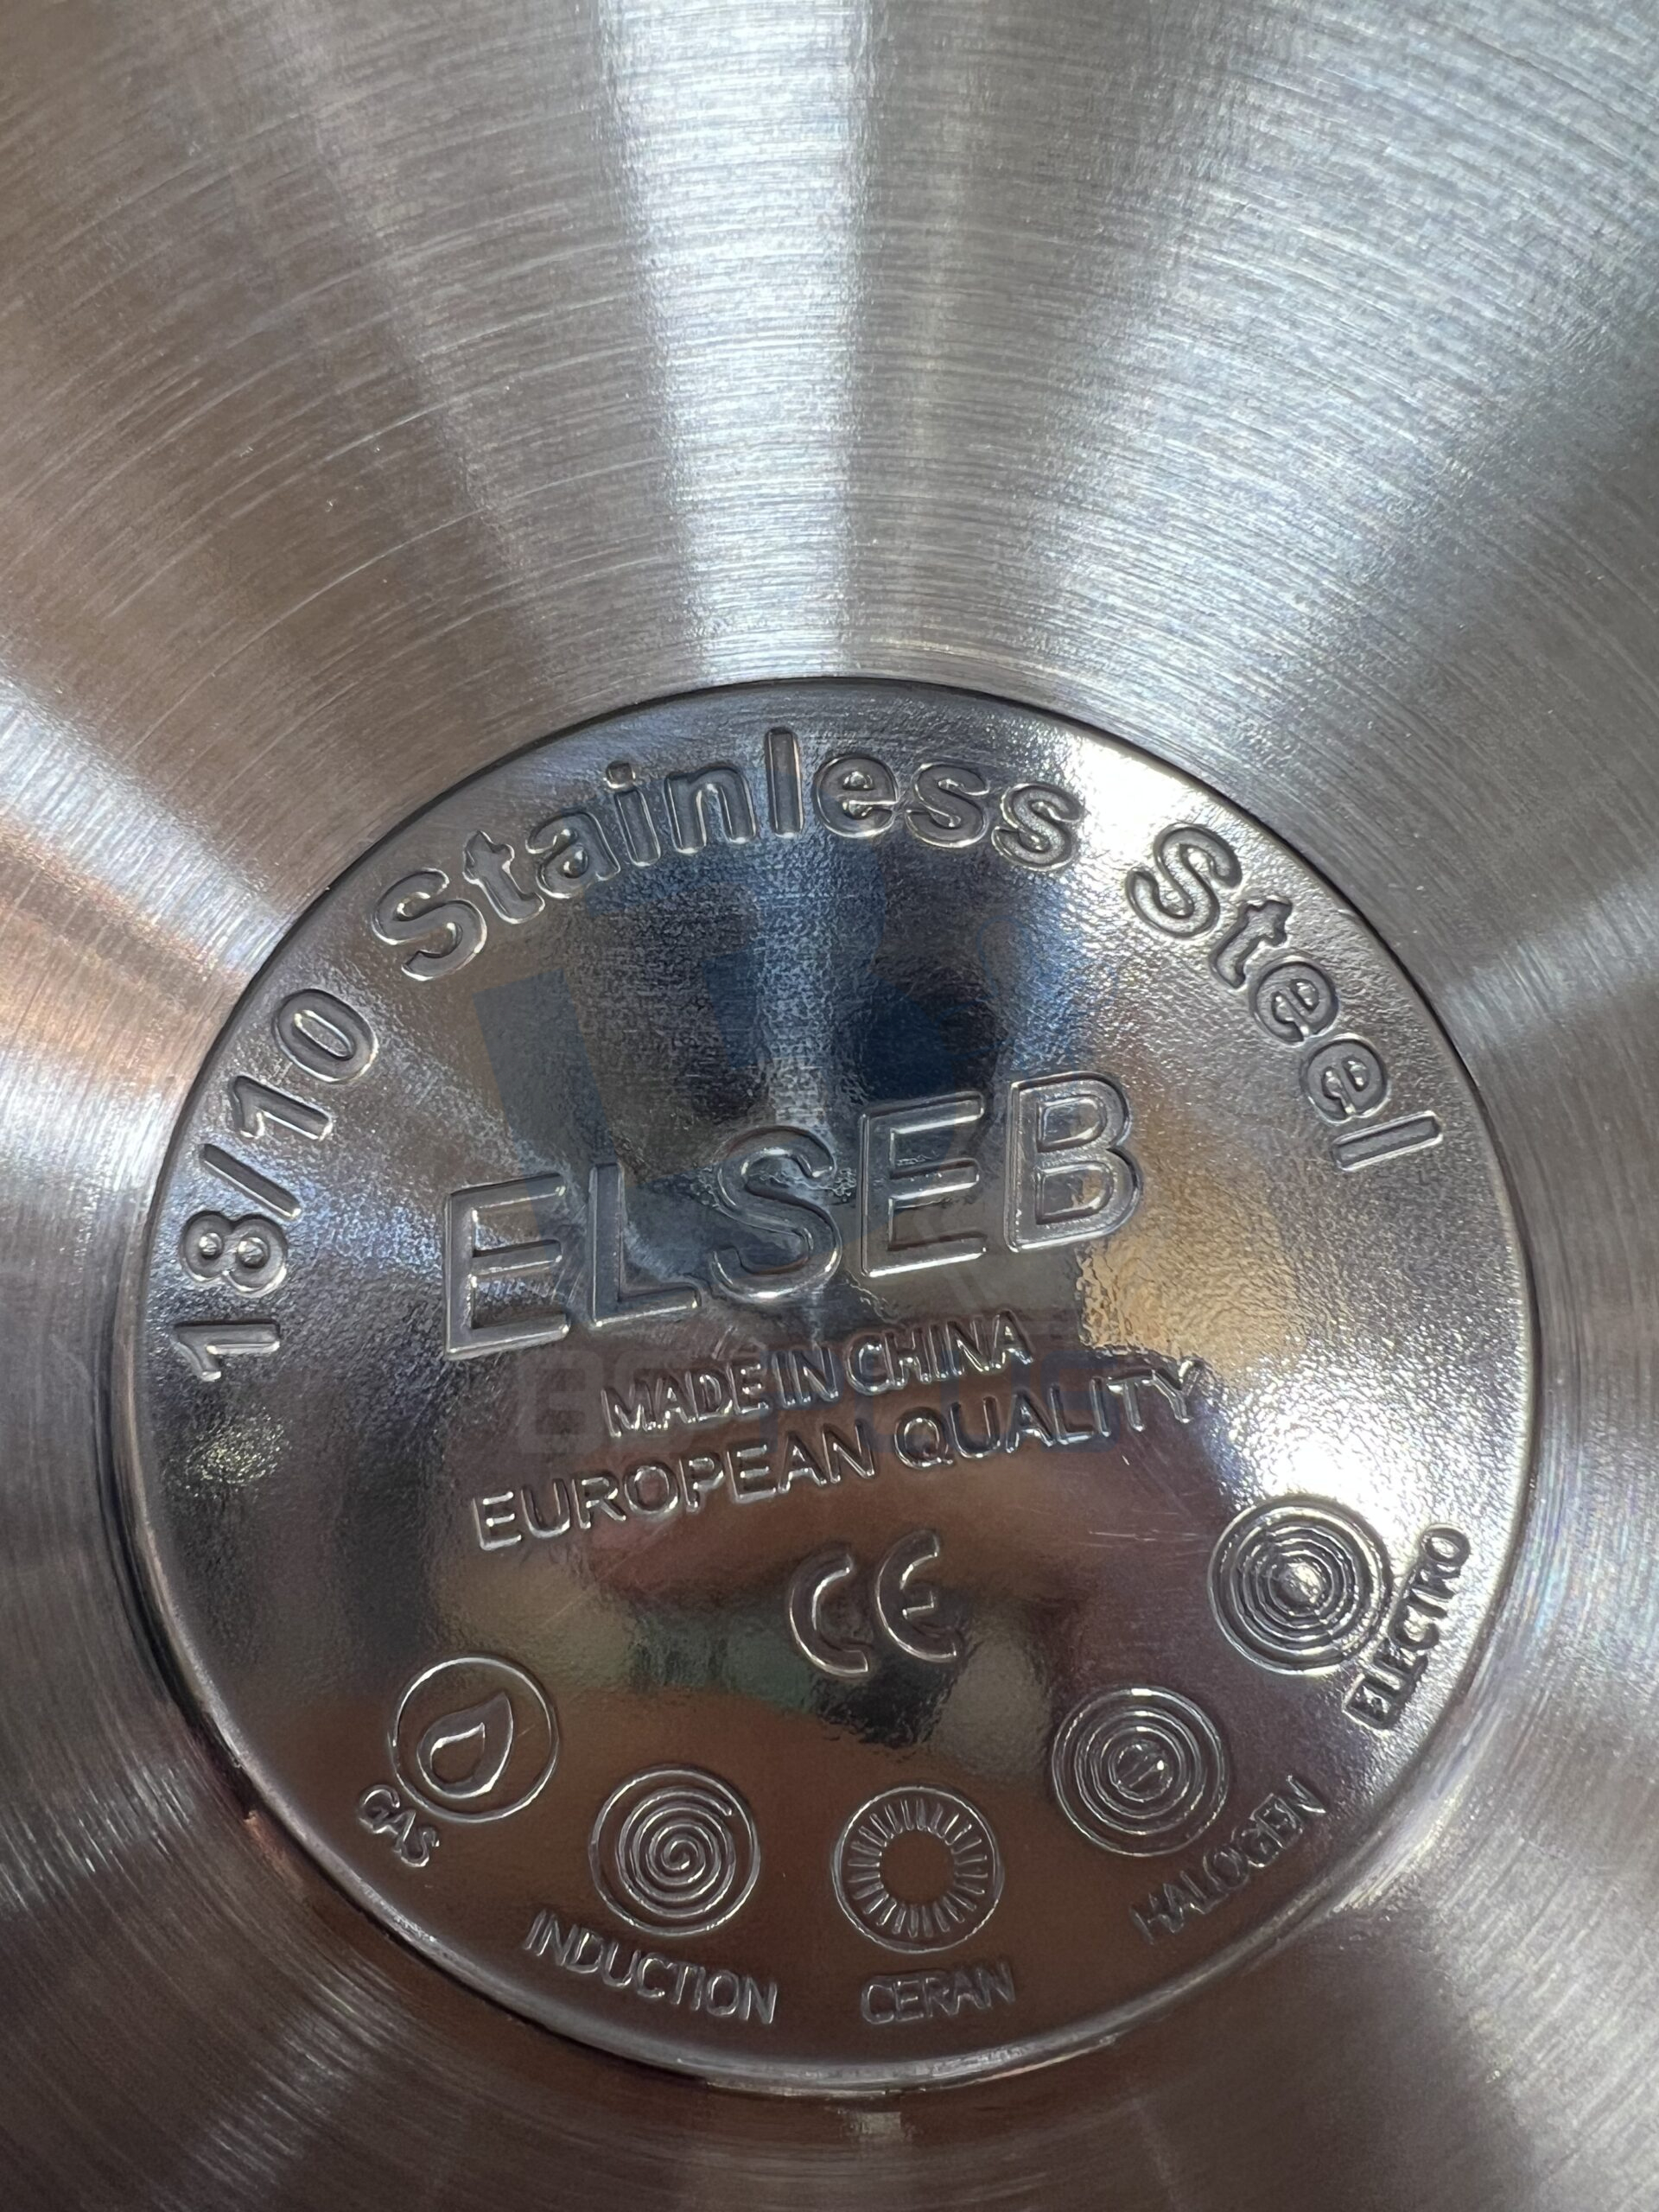 18/10 Stainless Steel
ELSEB
MADE IN CHINA
EUROPEAN QUALITY
CE
GAS
INDUCTION
CERAN
HALOGEN
ELECTRO